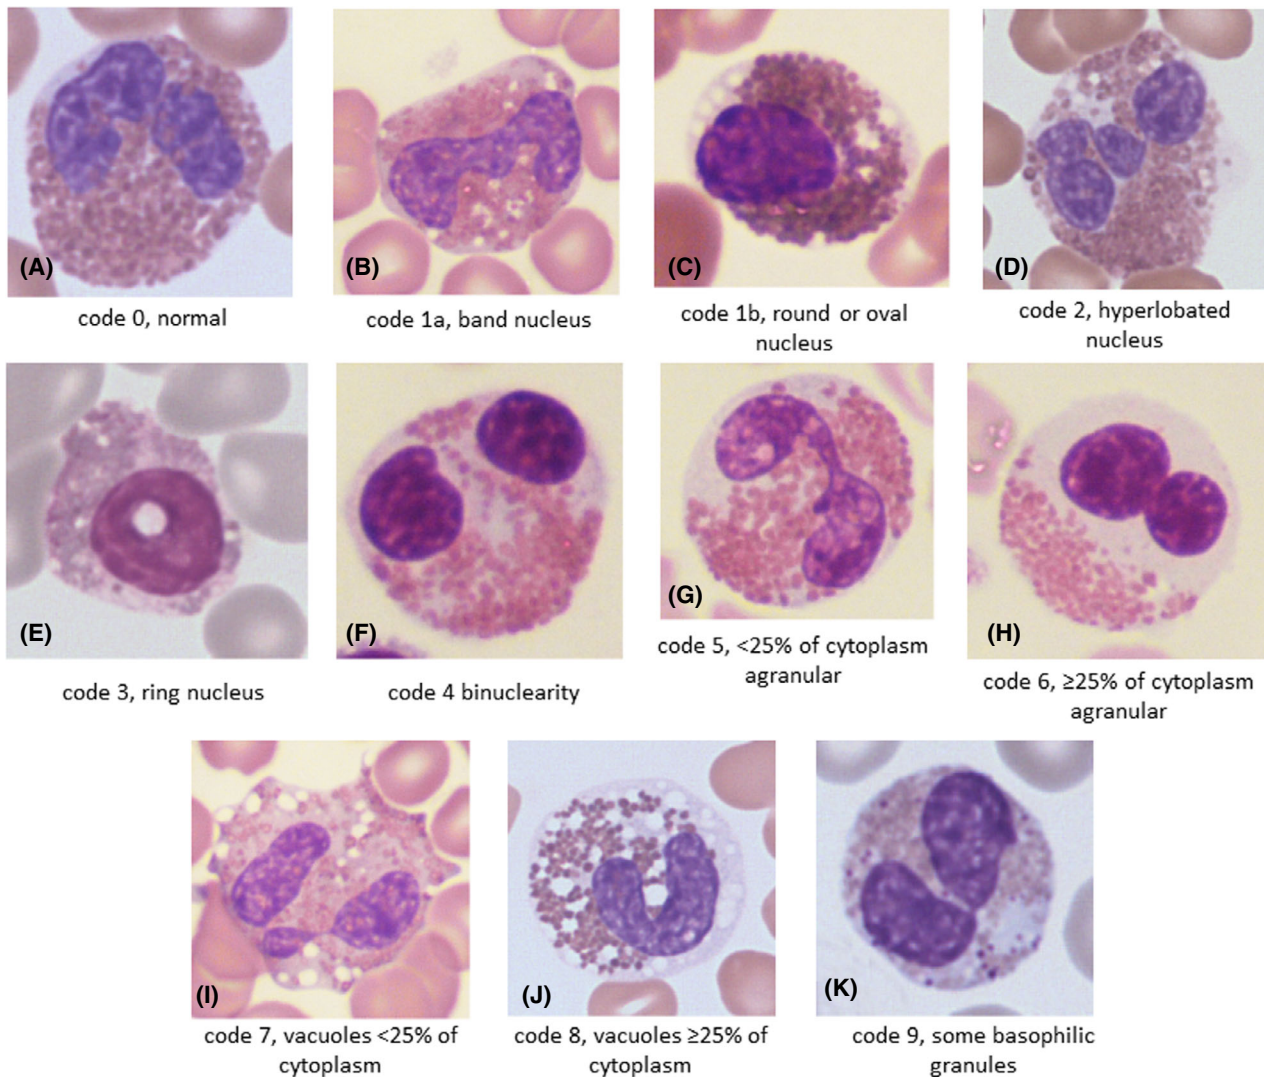 (A)
(B)
(C)
(D)
code 0, normal
code 1a, band nucleus
code 1b, round or oval
nucleus
code 2, hyperlobated
nucleus
(E)
(F)
(G)
(H)
code 3, ring nucleus
code 4 binuclearity
code 5, <25% of cytoplasm
agranular
code 6, ≥25% of cytoplasm
agranular
(I)
(J)
(K)
code 7, vacuoles <25% of
cytoplasm
code 8, vacuoles ≥25% of
cytoplasm
code 9, some basophilic
granules